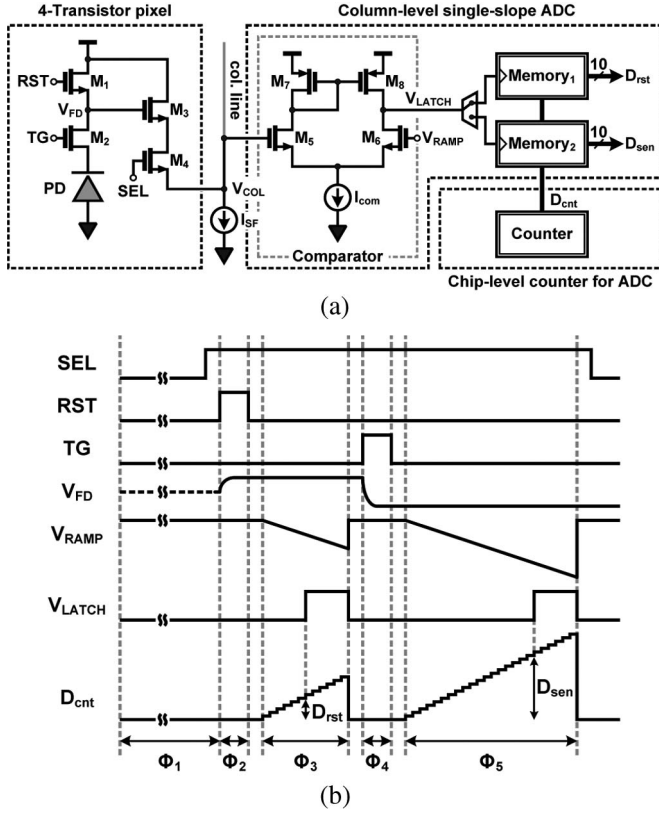 4-Transistor pixel
Column-level single-slope ADC
RST
M1
VFD
M3
TG
M2
M4
PD
SEL
col. line
VCOL
ISF
M7
M8
VLATCH
M5
M6
VRAMP
Icom
Comparator
Memory1
10
Drst
Memory2
10
Dsen
Dcnt
Counter
Chip-level counter for ADC
(a)
SEL
RST
TG
VFD
VRAMP
VLATCH
Dcnt
Drst
Dsen
Φ1
Φ2
Φ3
Φ4
Φ5
(b)